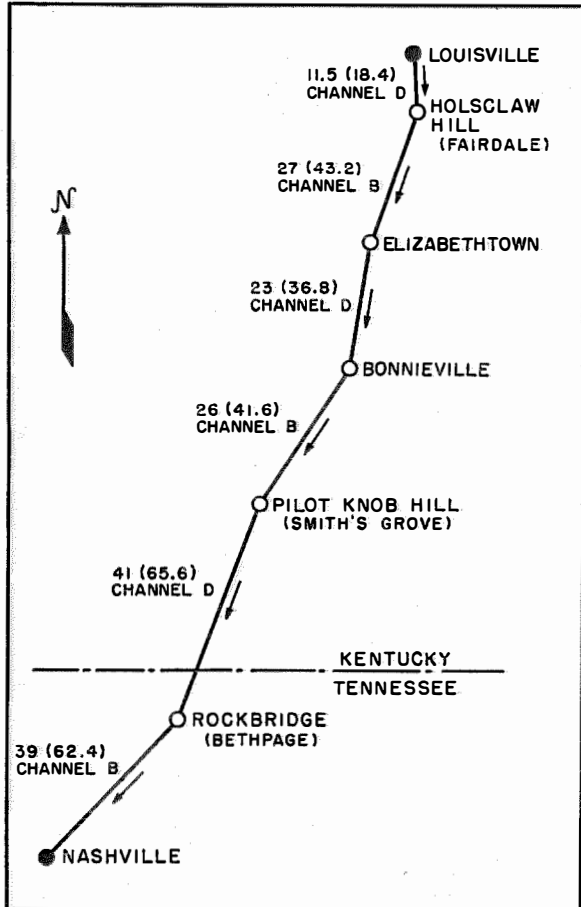 LOUISVILLE
11.5 (18.4)
CHANNEL D
HOLSCLAW
HILL
(FAIRDALE)
27 (43.2)
CHANNEL B
N
ELIZABETHTOWN
23 (36.8)
CHANNEL D
BONNIEVILLE
26 (41.6)
CHANNEL B
PILOT KNOB HILL
(SMITH'S GROVE)
41 (65.6)
CHANNEL D
KENTUCKY
TENNESSEE
ROCKBRIDGE
(BETHPAGE)
39 (62.4)
CHANNEL B
NASHVILLE